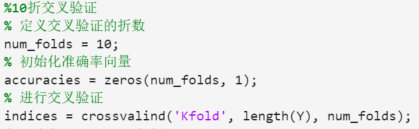 %10折交叉验证
% 定义交叉验证的折数
num_folds = 10;
% 初始化准确率向量
accuracies = zeros(num_folds, 1);
% 进行交叉验证
indices = crossvalind('Kfold', length(Y), num_folds);